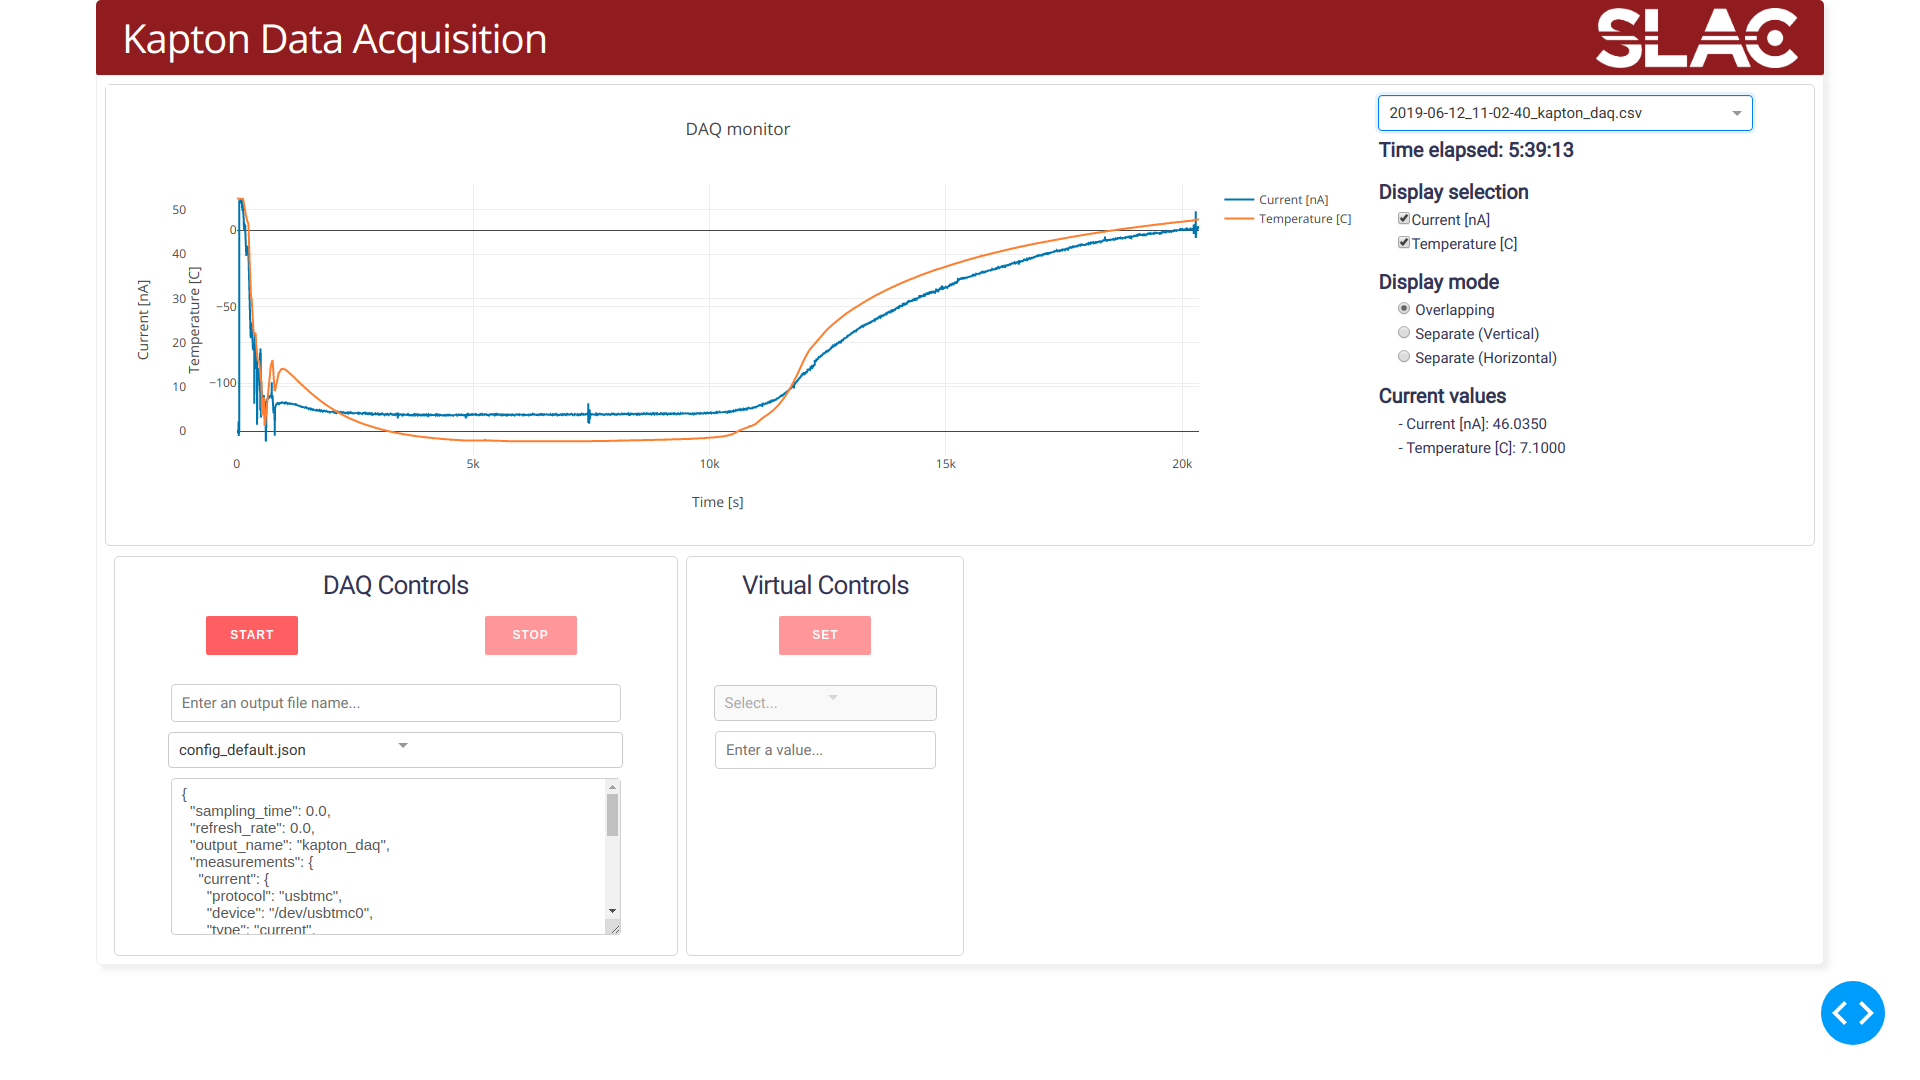 Kapton Data Acquisition
SLAC
DAQ monitor
50
40
30
20
10
0
Current [nA]
0
−50
−100
Temperature [C]
0
5k
10k
15k
20k
Time [s]
Current [nA]
Temperature [C]
2019-06-12_11-02-40_kapton_daq.csv
Time elapsed: 5:39:13
Display selection
Current [nA]
Temperature [C]
Display mode
Overlapping
Separate (Vertical)
Separate (Horizontal)
Current values
- Current [nA]: 46.0350
- Temperature [C]: 7.1000
DAQ Controls
START
STOP
Enter an output file name...
config_default.json
{
"sampling_time": 0.0,
"refresh_rate": 0.0,
"output_name": "kapton_daq",
"measurements": {
"current": {
"protocol": "usbtmc",
"device": "/dev/usbtmc0",
"type": "current",
Virtual Controls
SET
Select...
Enter a value...